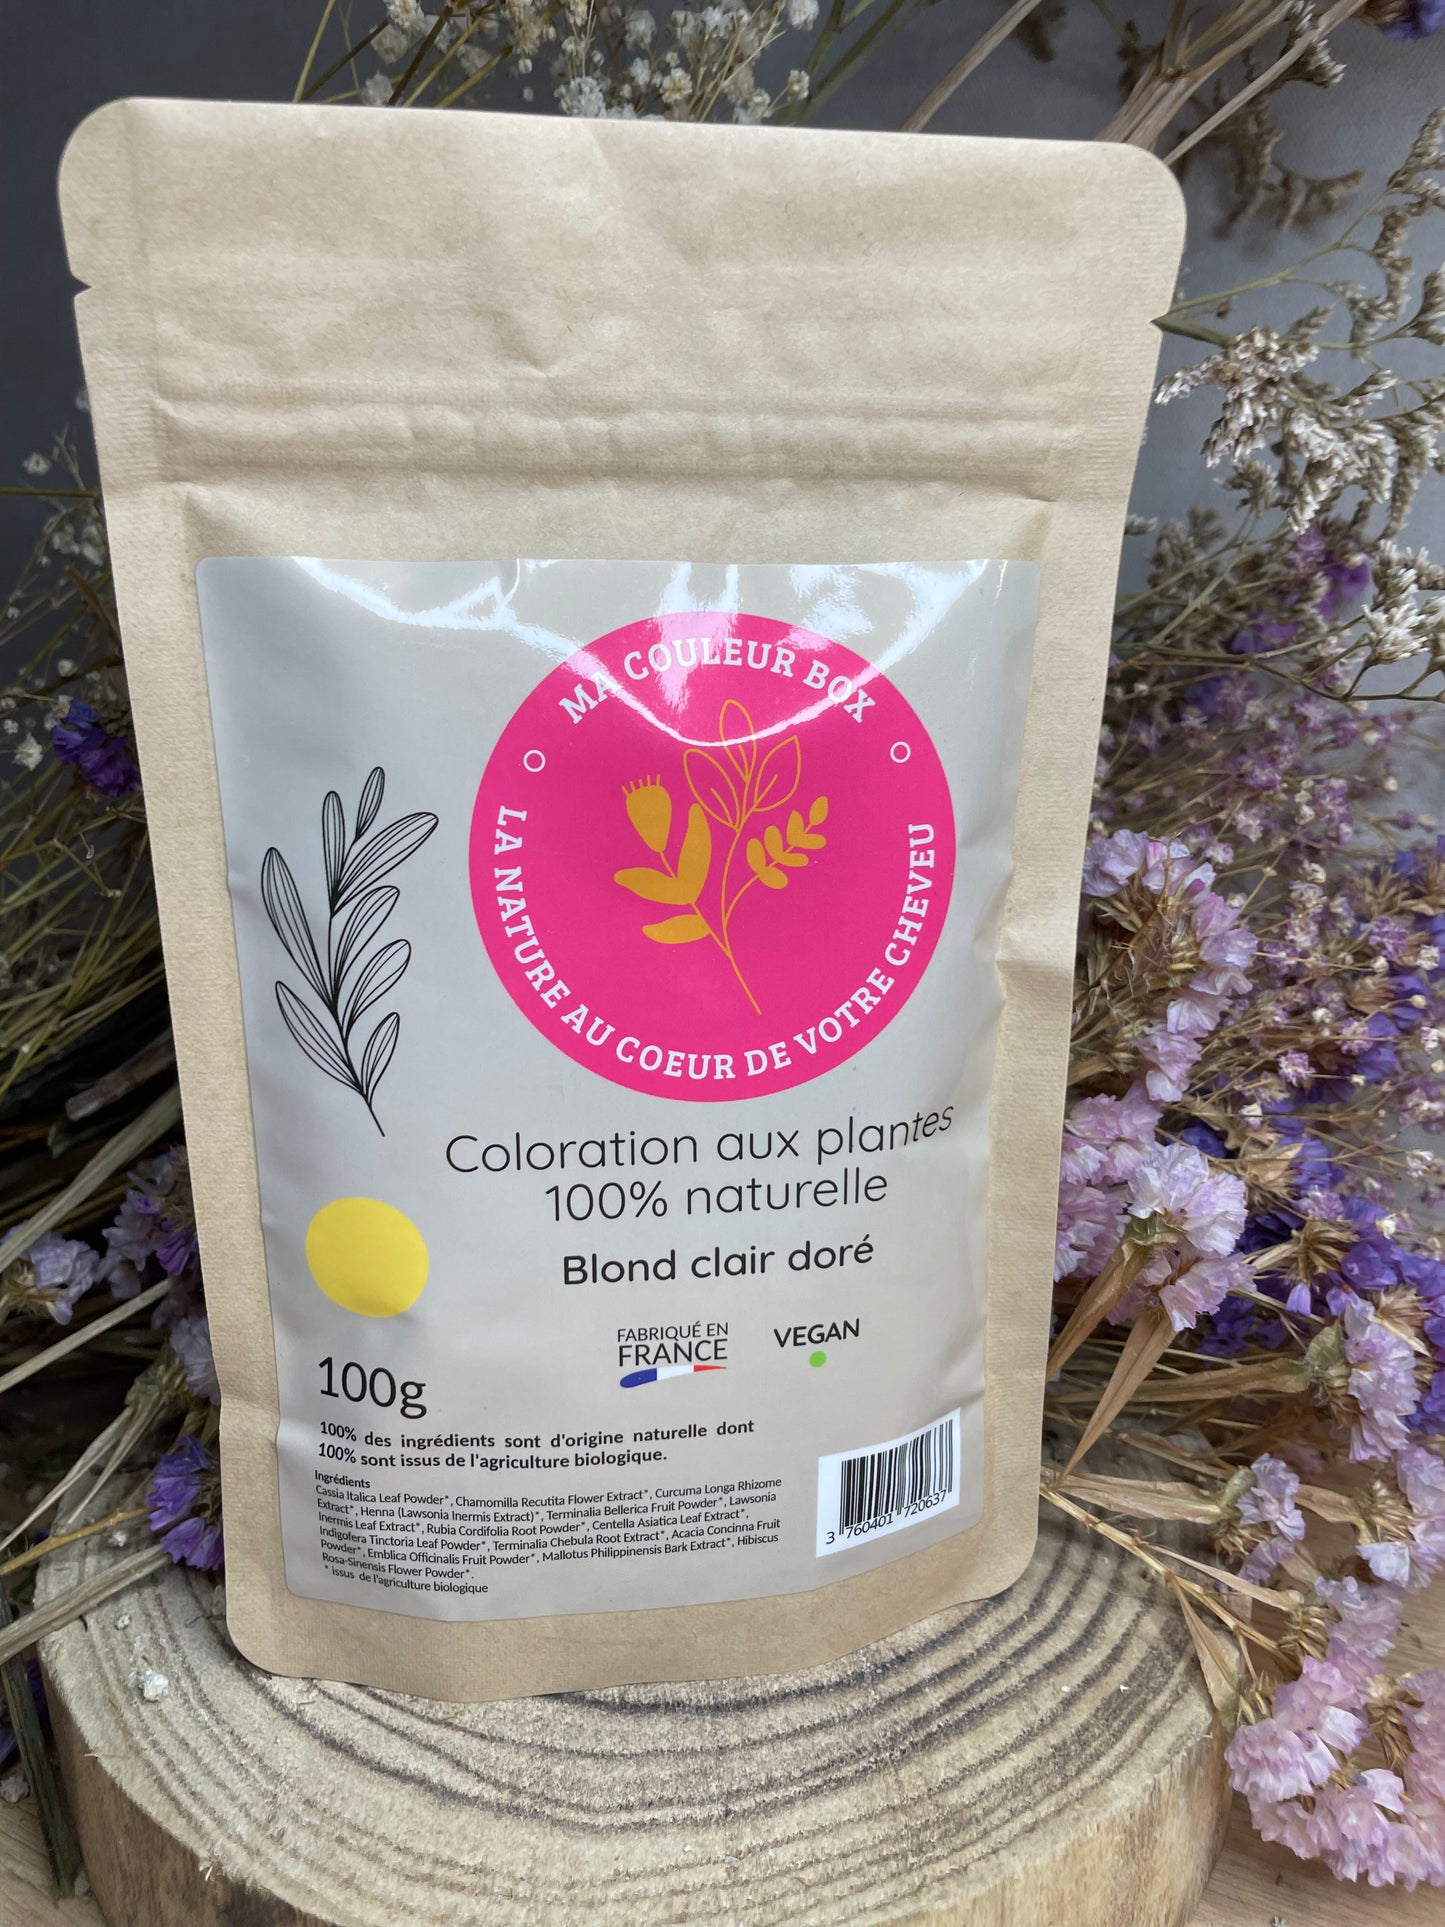 MA COULEUR BOX
LA NATURE AU COEUR DE VOTRE CHEVEU
Coloration aux plantes
100% naturelle
Blond clair doré
FABRIQUÉ EN
FRANCE
VEGAN
100g
100% des ingrédients sont d'origine naturelle dont
100% sont issus de l'agriculture biologique.
Ingrédients
Cassia Italica Leaf Powder*, Chamomilla Recutita Flower Extract*, Curcuma Longa Rhizome
Extract*, Henna (Lawsonia Inermis Extract)*, Terminalia Bellerica Fruit Powder*, Lawsonia
Inermis Leaf Extract*, Rubia Cordifolia Root Powder*, Centella Asiatica Leaf Extract*,
Indigofera Tinctoria Leaf Powder*, Terminalia Chebula Root Extract*, Acacia Concinna Fruit
Powder*, Emblica Officinalis Fruit Powder*, Mallotus Philippinensis Bark Extract*, Hibiscus
Rosa-Sinensis Flower Powder*.
* issus de l'agriculture biologique
3 760401 720637